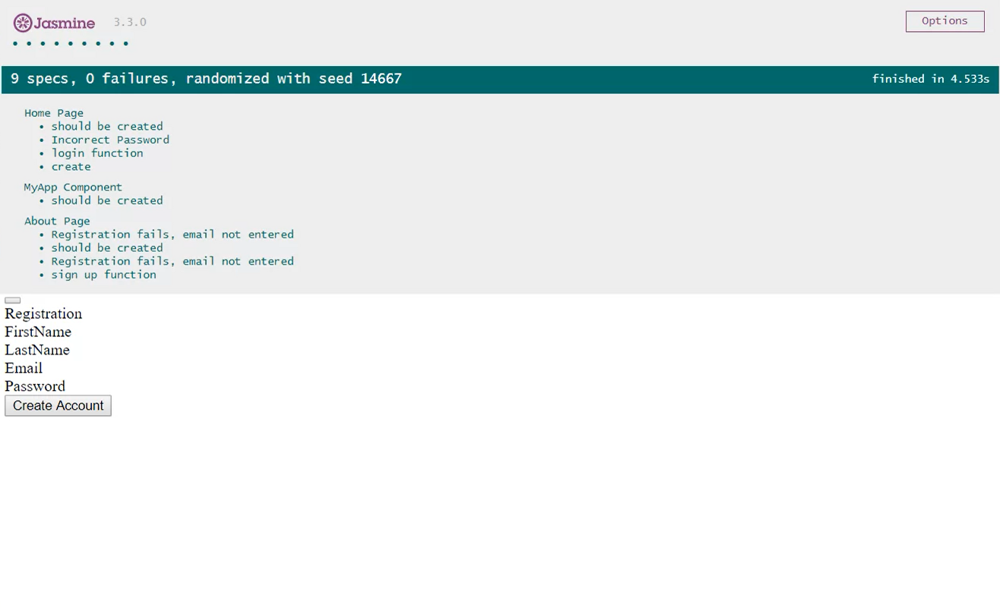 Jasmine 3.3.0 Options
• • • • • • • • •
9 specs, 0 failures, randomized with seed 14667 finished in 4.533s
Home Page
• should be created
• Incorrect Password
• login function
• create
MyApp Component
• should be created
About Page
• Registration fails, email not entered
• should be created
• Registration fails, email not entered
• sign up function
Registration
FirstName
LastName
Email
Password
Create Account